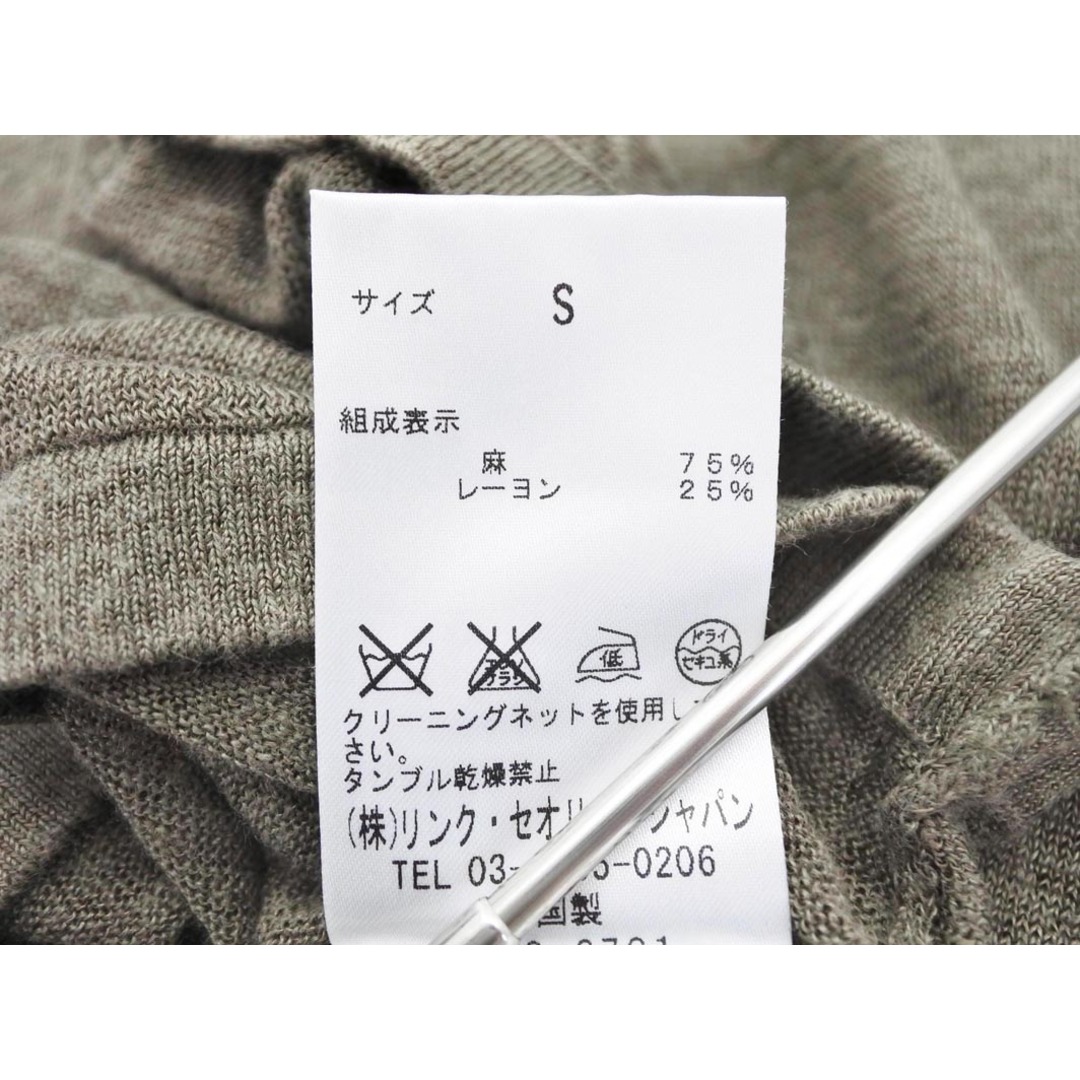 サイズ S
組成表示
麻 75%
レーヨン 25%
低
ドライ
セキユ系
クリーニングネットを使用し
さい。
タンブル乾燥禁止
(株)リンク・セオリ ジャパン
TEL 03- 5-0206